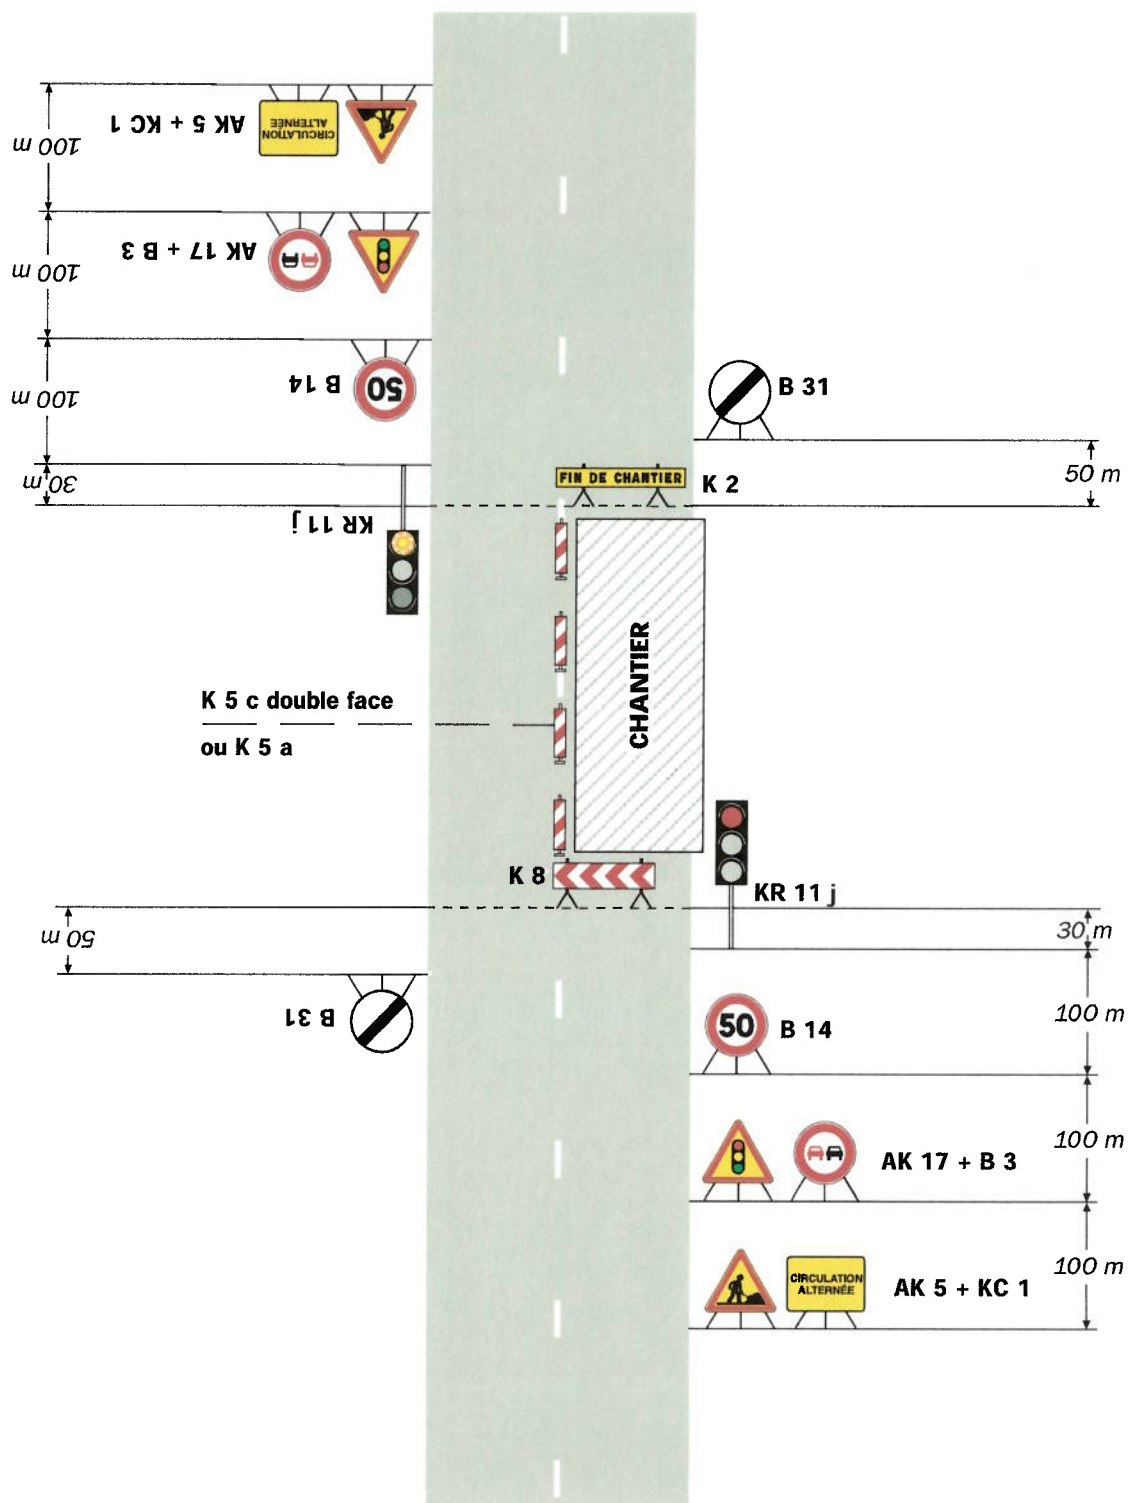 100 m
AK 5 + KC 1
CIRCULATION
ALTERNÉE
100 m
AK 17 + B 3
100 m
B 14
50
B 31
30 m
KR 11 j
FIN DE CHANTIER
K 2
50 m
CHANTIER
K 5 c double face
ou K 5 a
K 8
KR 11 j
50 m
30 m
B 31
50
B 14
100 m
AK 17 + B 3
100 m
CIRCULATION
ALTERNÉE
AK 5 + KC 1
100 m